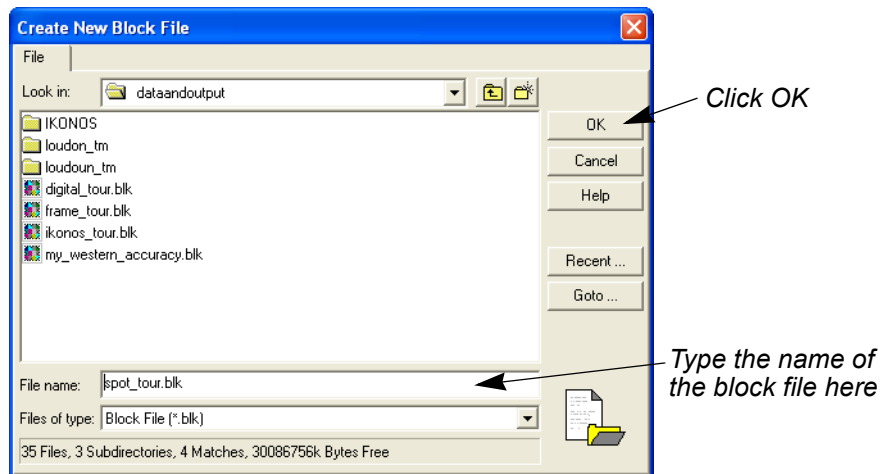 Create New Block File
File
Look in: dataandoutput
Click OK
IKONOS
loudon_tm
loudoun_tm
digital_tour.blk
frame_tour.blk
ikonos_tour.blk
my_western_accuracy.blk
OK
Cancel
Help
Recent ...
Goto ...
File name: spot_tour.blk
Type the name of
the block file here
Files of type: Block File (*.blk)
35 Files, 3 Subdirectories, 4 Matches, 30086756k Bytes Free